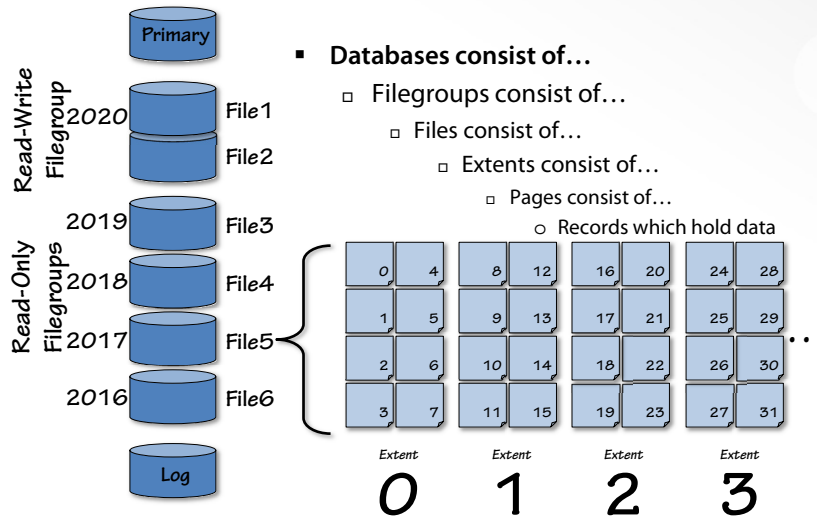 Primary
Read-Write
Filegroup
2020
File1
File2
Read-Only
Filegroups
2019
File3
2018
File4
2017
File5
2016
File6
Log
▪ Databases consist of…
▫ Filegroups consist of…
▫ Files consist of…
▫ Extents consist of…
▫ Pages consist of…
o Records which hold data
0 4 8 12 16 20 24 28
1 5 9 13 17 21 25 29
2 6 10 14 18 22 26 30
3 7 11 15 19 23 27 31
..
Extent Extent Extent Extent
0 1 2 3